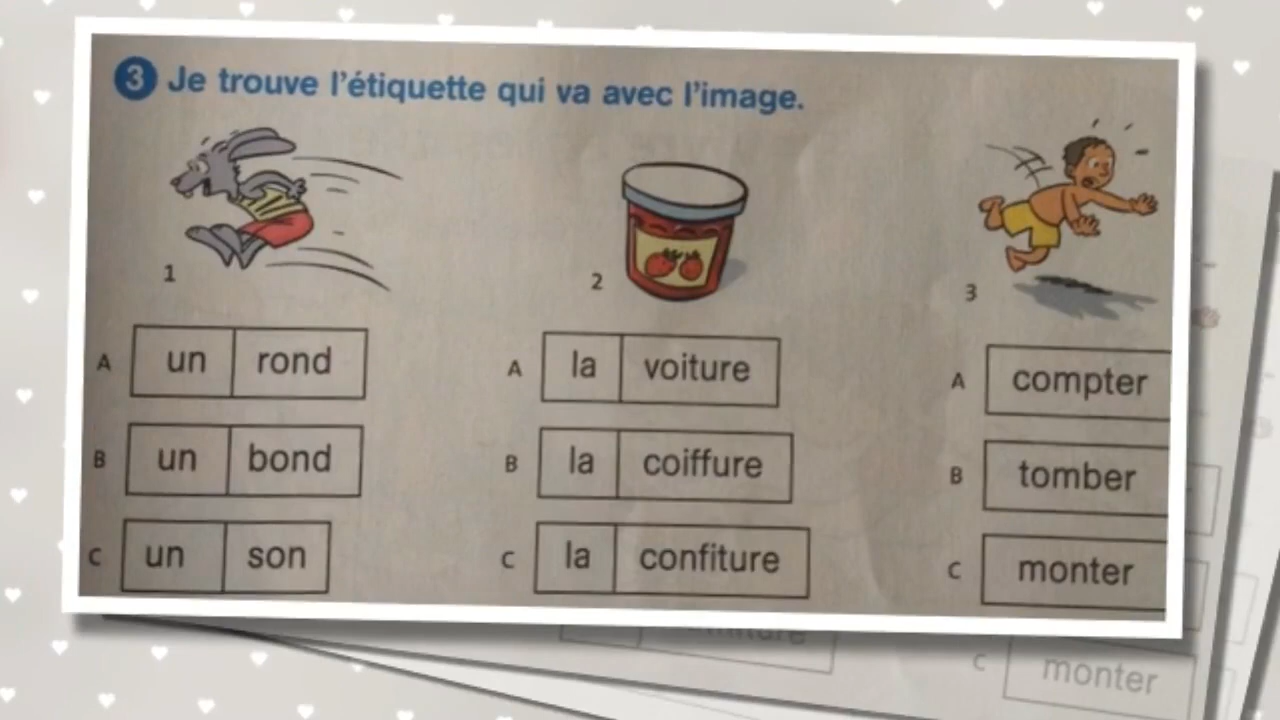 3 Je trouve l'étiquette qui va avec l'image.
1
2
3
A un rond
B un bond
C un son
A la voiture
B la coiffure
C la confiture
A compter
B tomber
C monter
C monter